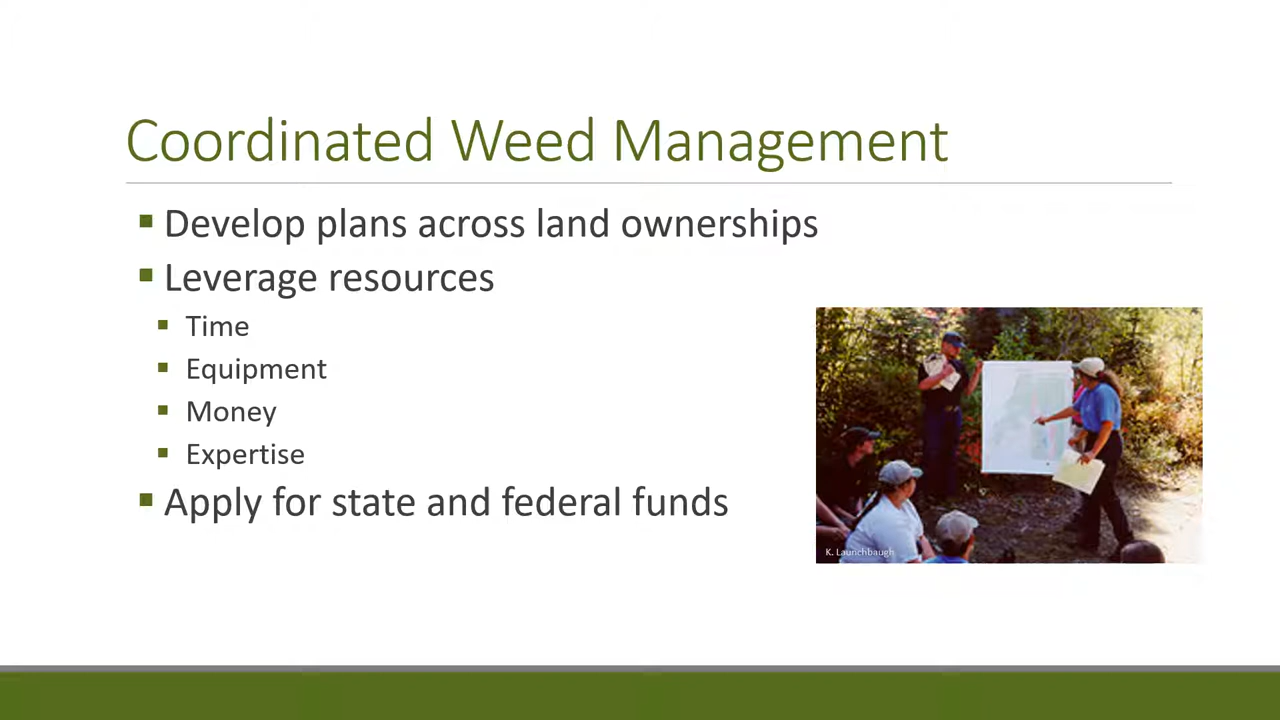 Coordinated Weed Management
Develop plans across land ownerships
Leverage resources
Time
Equipment
Money
Expertise
Apply for state and federal funds
K. Launchbaugh